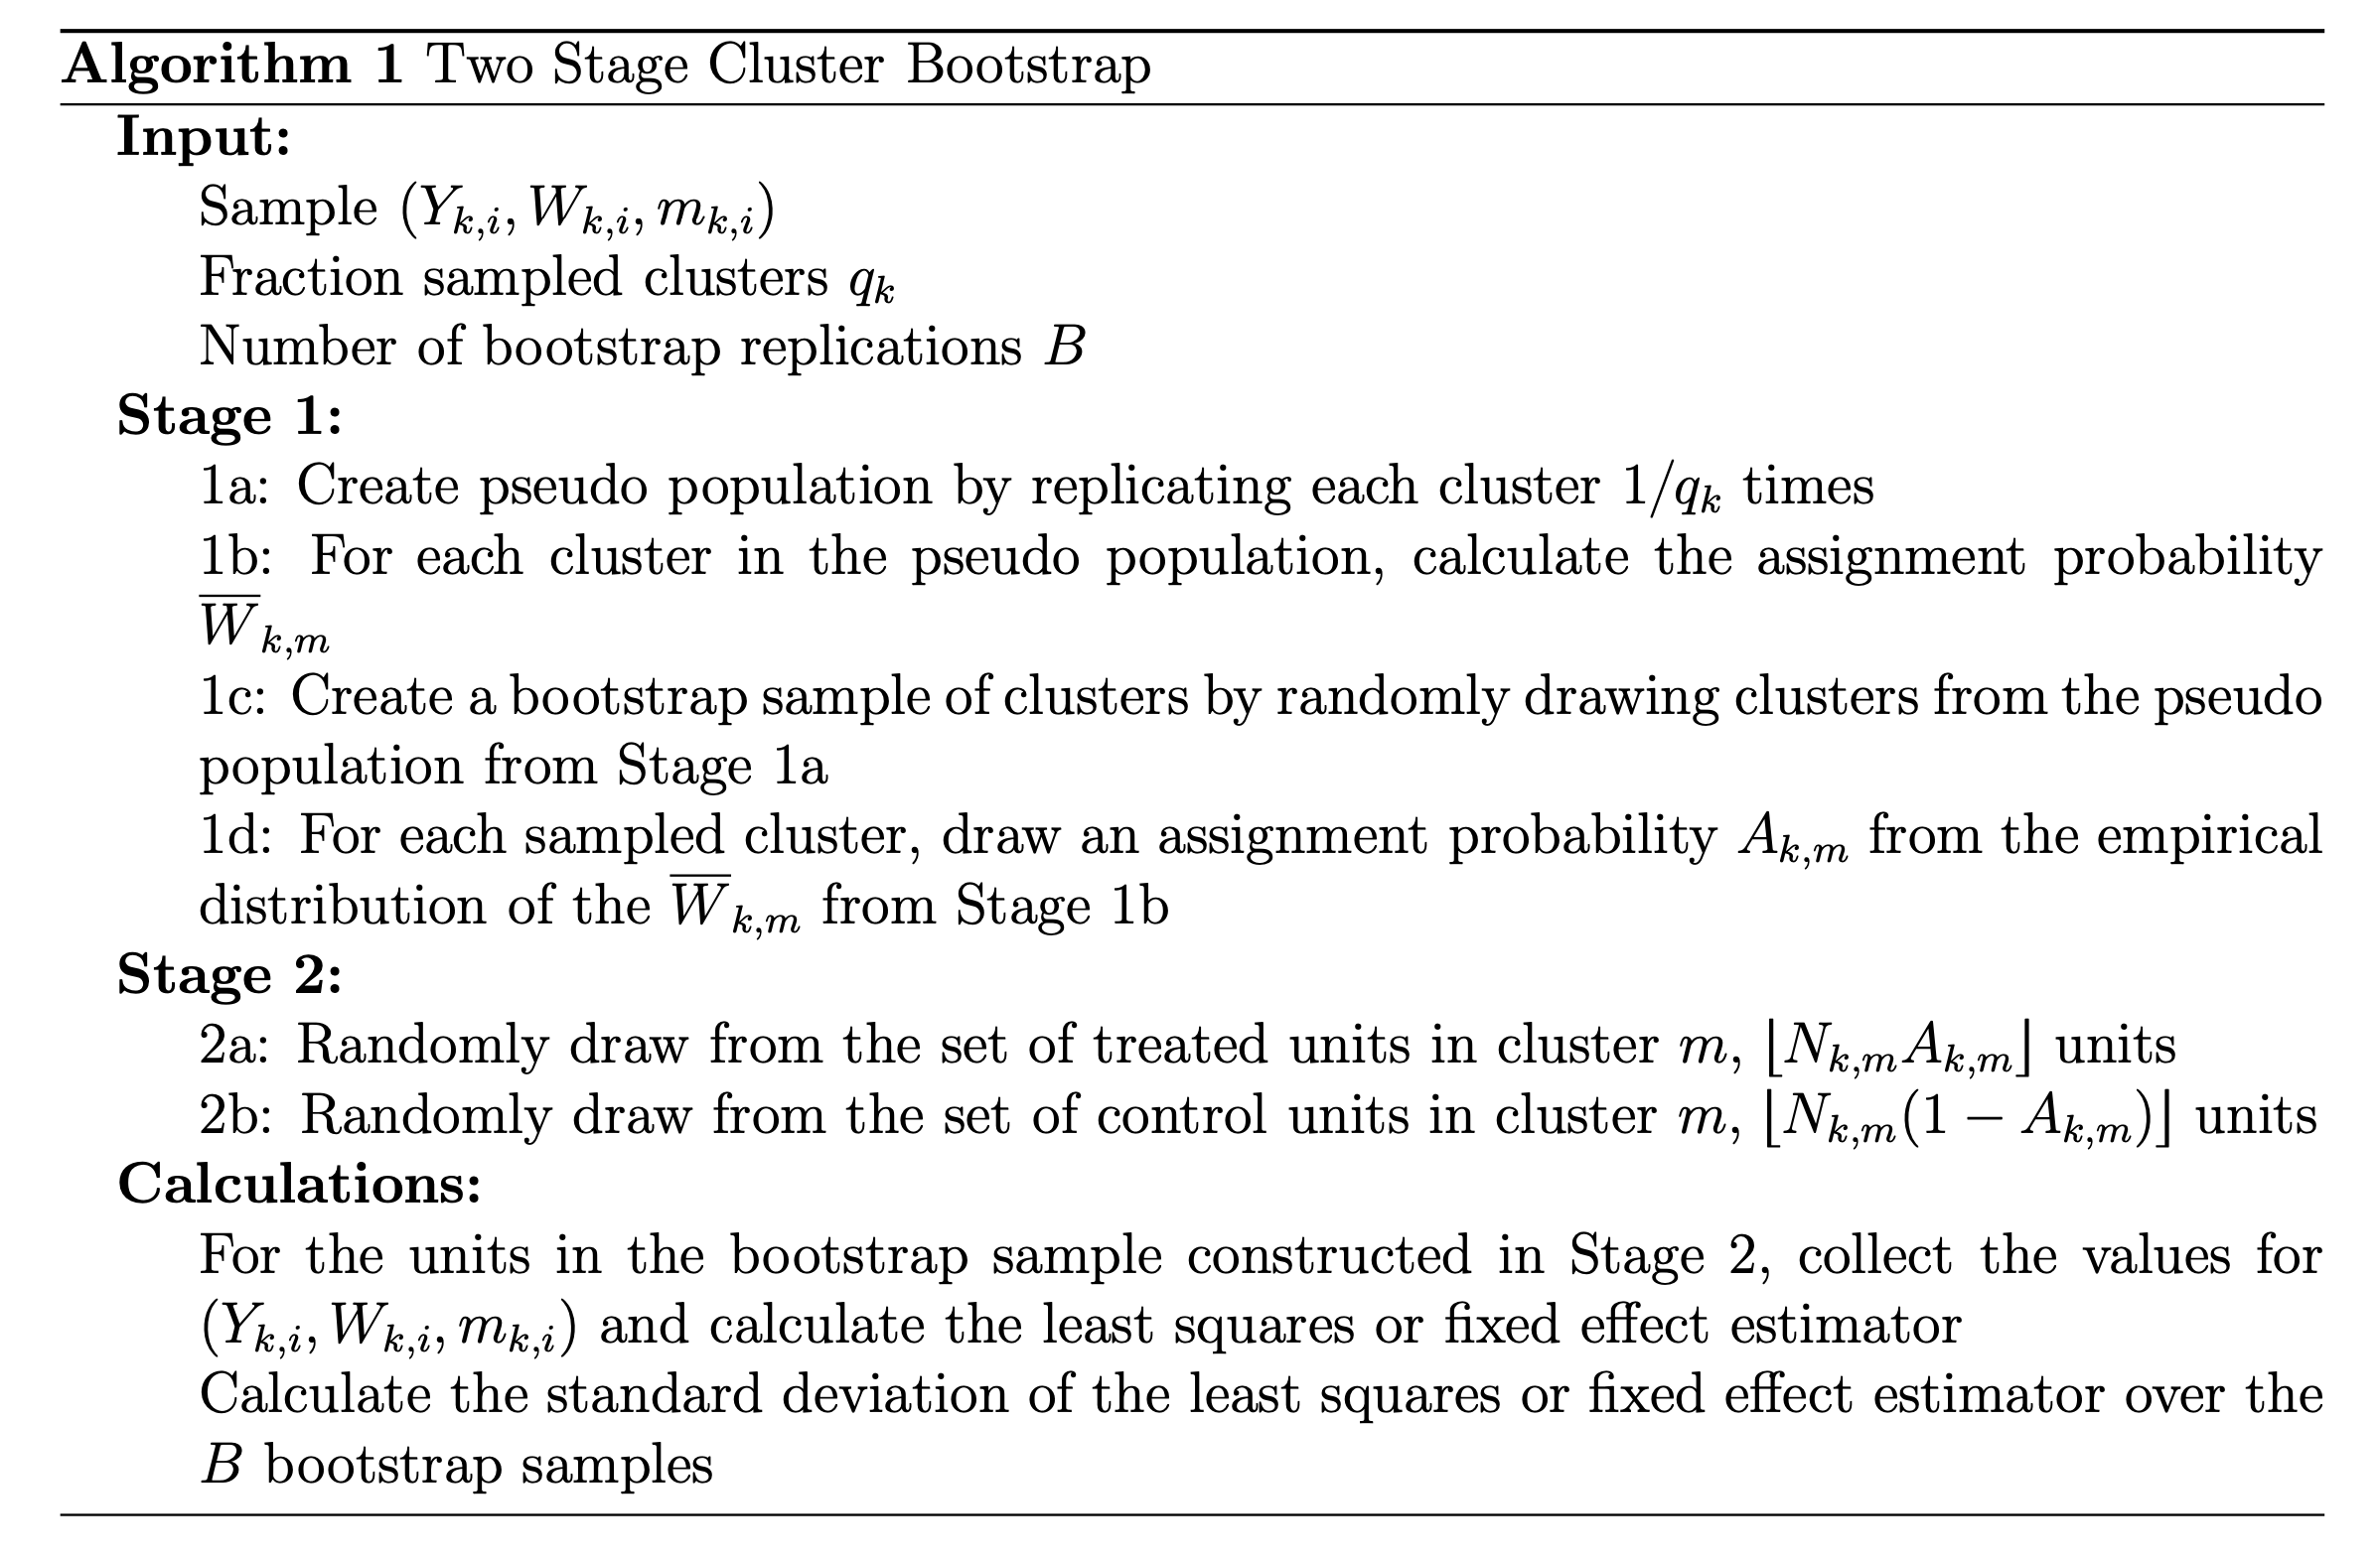 Algorithm 1 Two Stage Cluster Bootstrap
Input:
Sample $(Y_{k,i}, W_{k,i}, m_{k,i})$
Fraction sampled clusters $q_k$
Number of bootstrap replications $B$
Stage 1:
1a: Create pseudo population by replicating each cluster $1/q_k$ times
1b: For each cluster in the pseudo population, calculate the assignment probability
$\overline{W}_{k,m}$
1c: Create a bootstrap sample of clusters by randomly drawing clusters from the pseudo
population from Stage 1a
1d: For each sampled cluster, draw an assignment probability $A_{k,m}$ from the empirical
distribution of the $\overline{W}_{k,m}$ from Stage 1b
Stage 2:
2a: Randomly draw from the set of treated units in cluster $m$, $\lfloor N_{k,m} A_{k,m} \rfloor$ units
2b: Randomly draw from the set of control units in cluster $m$, $\lfloor N_{k,m}(1 - A_{k,m}) \rfloor$ units
Calculations:
For the units in the bootstrap sample constructed in Stage 2, collect the values for
$(Y_{k,i}, W_{k,i}, m_{k,i})$ and calculate the least squares or fixed effect estimator
Calculate the standard deviation of the least squares or fixed effect estimator over the
$B$ bootstrap samples